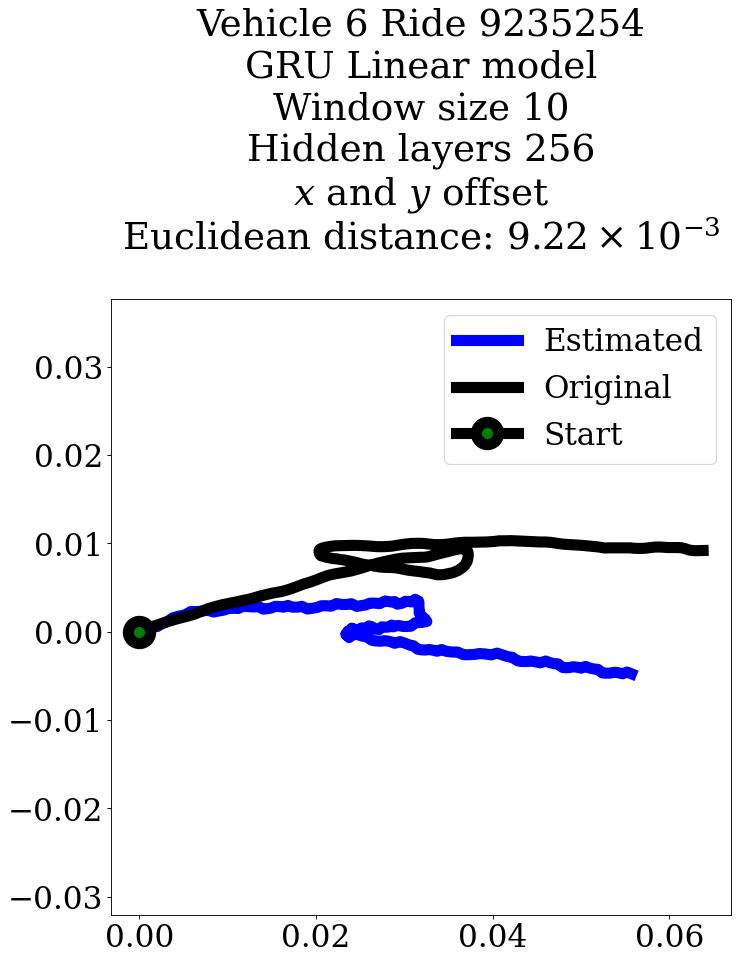 Vehicle 6 Ride 9235254
GRU Linear model
Window size 10
Hidden layers 256
x and y offset
Euclidean distance: 9.22 × 10⁻³
Estimated
Original
Start
0.03
0.02
0.01
0.00
−0.01
−0.02
−0.03
0.00 0.02 0.04 0.06